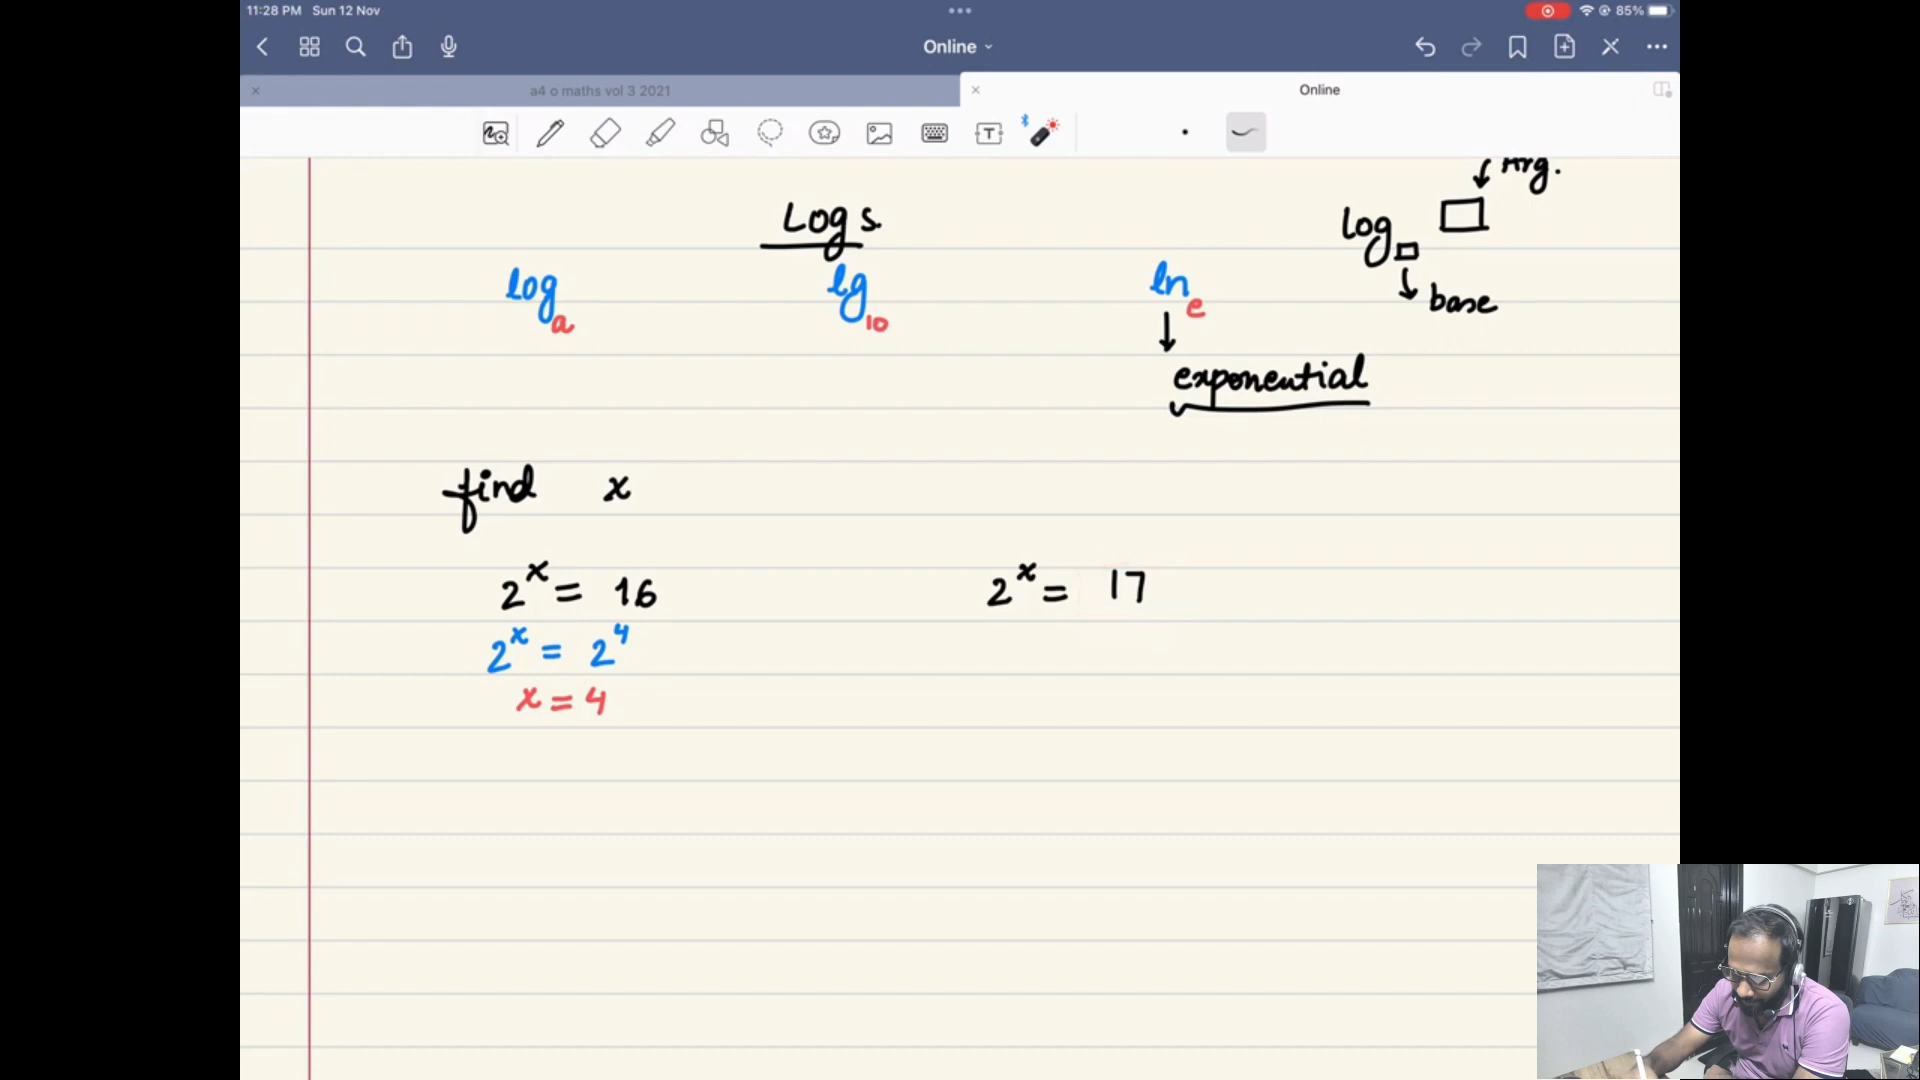 11:28 PM Sun 12 Nov
85%
Online
a4 o maths vol 3 2021
Online
Arg.
Logs.
log
log a
lg 10
ln e
base
exponential
find x
2^x = 16
2^x = 17
2^x = 2^4
x = 4